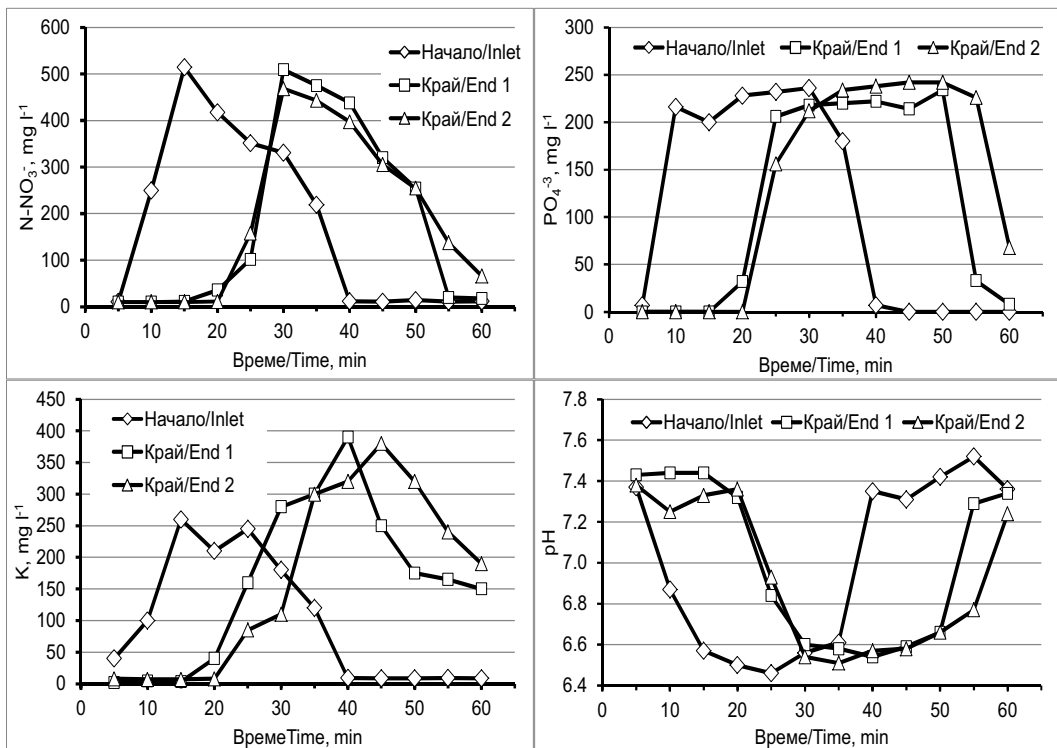 600
500
400
300
200
100
0
N-NO₃⁻, mg l⁻¹
Начало/Inlet
Край/End 1
Край/End 2
0 10 20 30 40 50 60
Време/Time, min
300
250
200
150
100
50
0
PO₄⁻³, mg l⁻¹
Начало/Inlet Край/End 1 Край/End 2
0 10 20 30 40 50 60
Време/Time, min
450
400
350
300
250
200
150
100
50
0
K, mg l⁻¹
Начало/Inlet
Край/End 1
Край/End 2
0 10 20 30 40 50 60
ВремеTime, min
7.8
7.6
7.4
7.2
7.0
6.8
6.6
6.4
pH
Начало/Inlet Край/End 1 Край/End 2
0 10 20 30 40 50 60
Време/Time, min